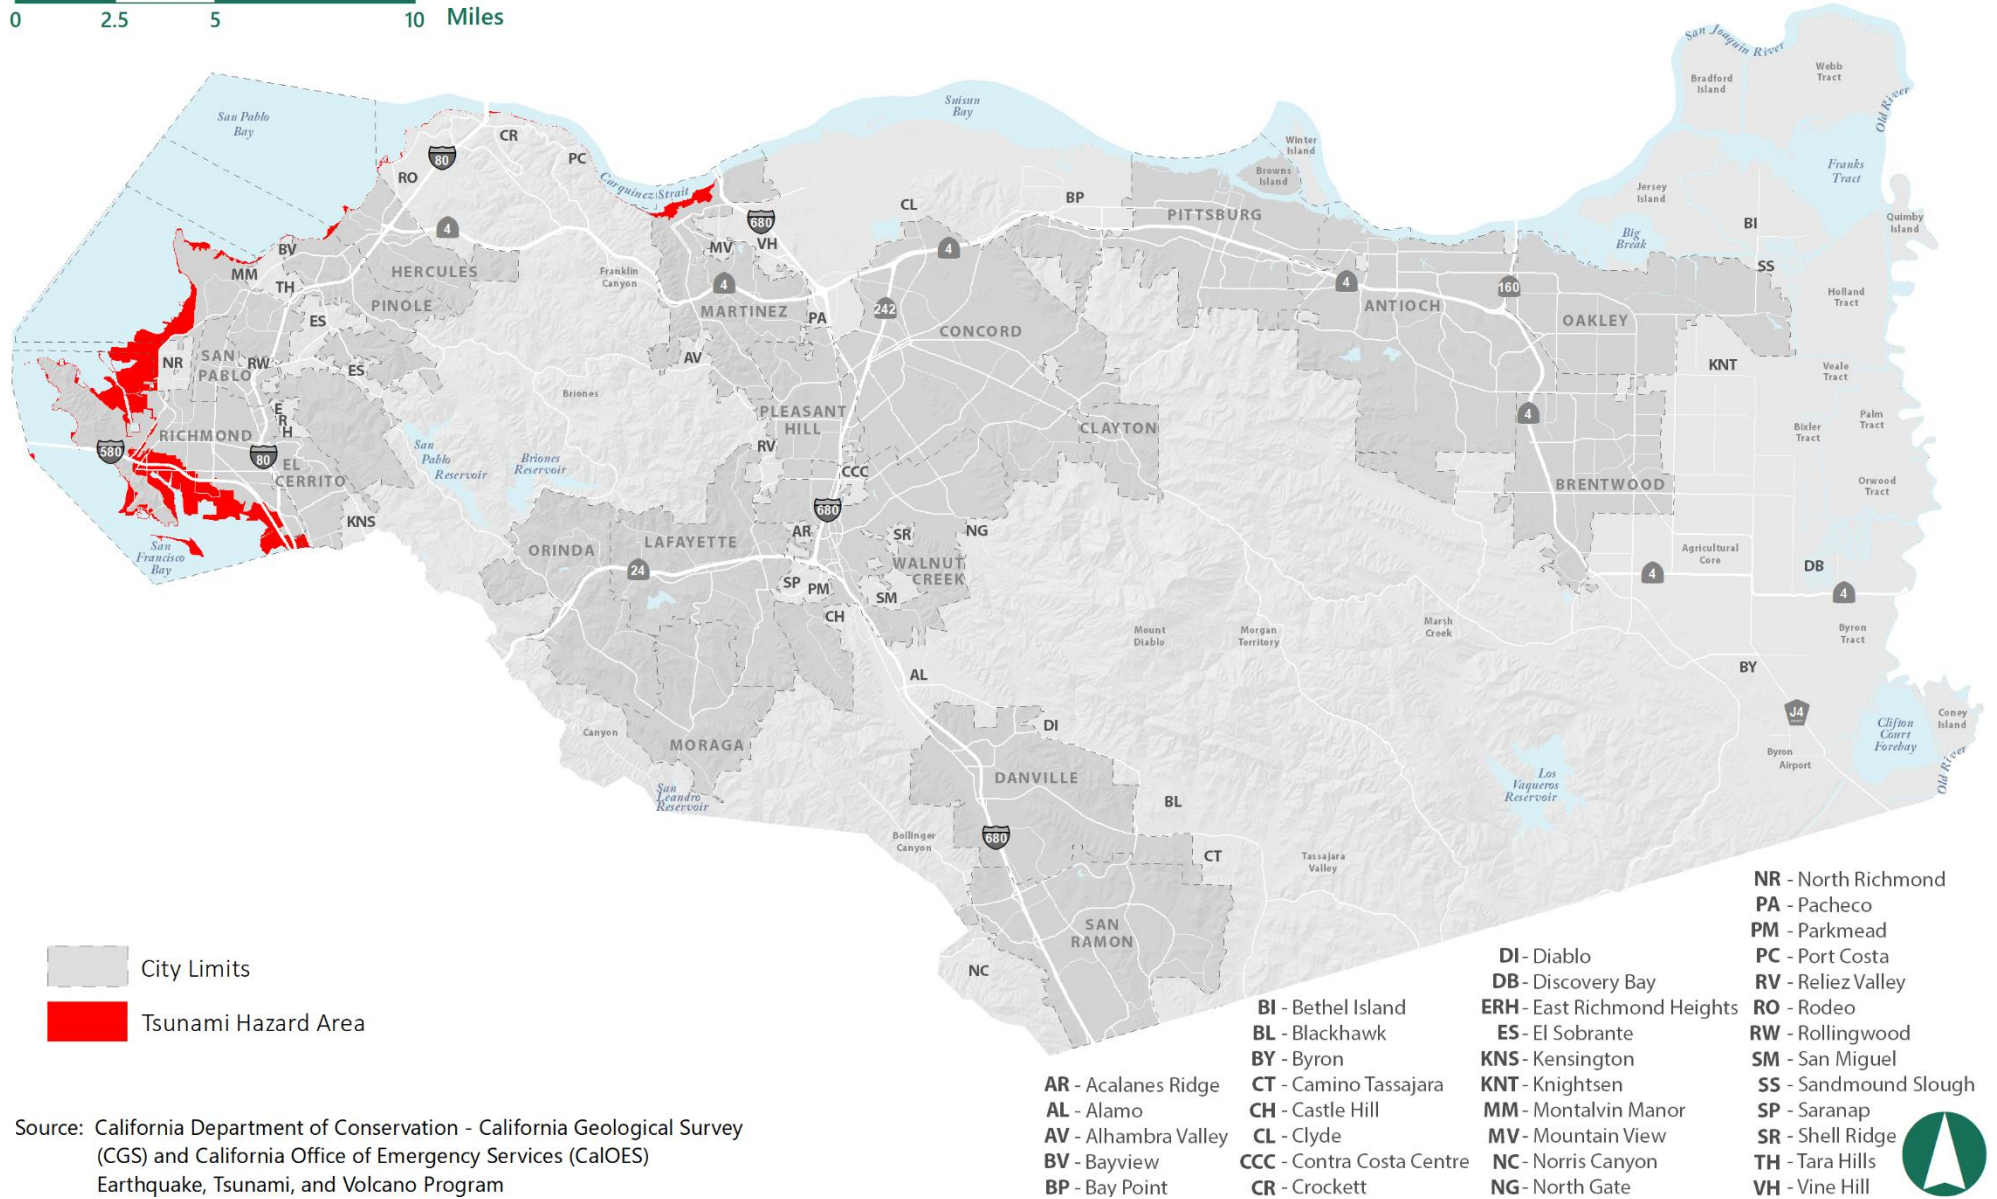 0 2.5 5 10 Miles
San Joaquin River
Webb
Tract
Bradford
Island
Old River
San Pablo
Bay
Suisun
Bay
CR
80
PC
RO
Carquinez Strait
Winter
Island
Browns
Island
Franks
Tract
Jersey
Island
Quimby
Island
BP
CL
PITTSBURG
BI
680
4
MV
VH
BV
4
Big
Break
MM
HERCULES
Franklin
Canyon
SS
TH
PINOLE
4
MARTINEZ
PA
242
4
ANTIOCH
160
OAKLEY
Holland
Tract
ES
CONCORD
NR
SAN
PABLO
RW
ES
AV
KNT
Veale
Tract
Briones
E
R
H
PLEASANT
HILL
CLAYTON
4
Palm
Tract
Bixler
Tract
RICHMOND
580
80
EL
CERRITO
San
Pablo
Reservoir
Briones
Reservoir
RV
CCC
BRENTWOOD
Orwood
Tract
KNS
680
San
Francisco
Bay
ORINDA
LAFAYETTE
AR
SR
NG
WALNUT
CREEK
24
SP
PM
SM
CH
Agricultural
Core
4
DB
4
Mount
Diablo
Morgan
Territory
Marsh
Creek
Byron
Tract
AL
BY
Canyon
MORAGA
DI
J4
Clifton
Court
Forebay
Coney
Island
Byron
Airport
Old River
DANVILLE
San
Leandro
Reservoir
BL
Los
Vaqueros
Reservoir
Bollinger
Canyon
680
CT
Tassajara
Valley
SAN
RAMON
NC
City Limits
Tsunami Hazard Area
Source: California Department of Conservation - California Geological Survey
(CGS) and California Office of Emergency Services (CalOES)
Earthquake, Tsunami, and Volcano Program
AR - Acalanes Ridge
AL - Alamo
AV - Alhambra Valley
BV - Bayview
BP - Bay Point
BI - Bethel Island
BL - Blackhawk
BY - Byron
CT - Camino Tassajara
CH - Castle Hill
CL - Clyde
CCC - Contra Costa Centre
CR - Crockett
DI - Diablo
DB - Discovery Bay
ERH - East Richmond Heights
ES - El Sobrante
KNS - Kensington
KNT - Knightsen
MM - Montalvin Manor
MV - Mountain View
NC - Norris Canyon
NG - North Gate
NR - North Richmond
PA - Pacheco
PM - Parkmead
PC - Port Costa
RV - Reliez Valley
RO - Rodeo
RW - Rollingwood
SM - San Miguel
SS - Sandmound Slough
SP - Saranap
SR - Shell Ridge
TH - Tara Hills
VH - Vine Hill